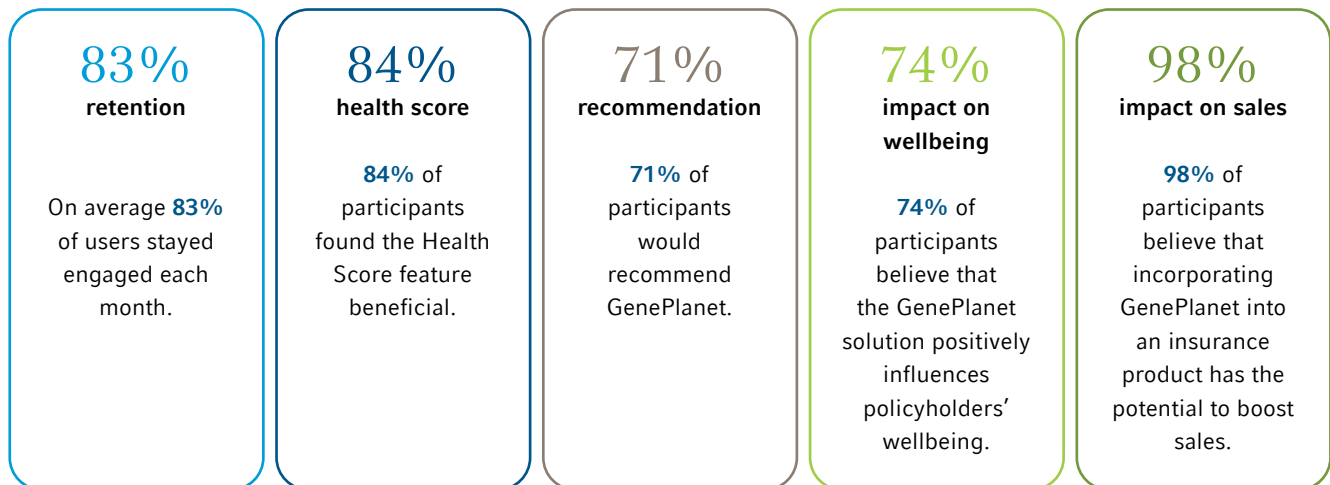 83%
retention
On average 83%
of users stayed
engaged each
month.
84%
health score
84% of
participants
found the Health
Score feature
beneficial.
71%
recommendation
71% of
participants
would
recommend
GenePlanet.
74%
impact on
wellbeing
74% of
participants
believe that
the GenePlanet
solution positively
influences
policyholders’
wellbeing.
98%
impact on sales
98% of
participants
believe that
incorporating
GenePlanet into
an insurance
product has the
potential to boost
sales.